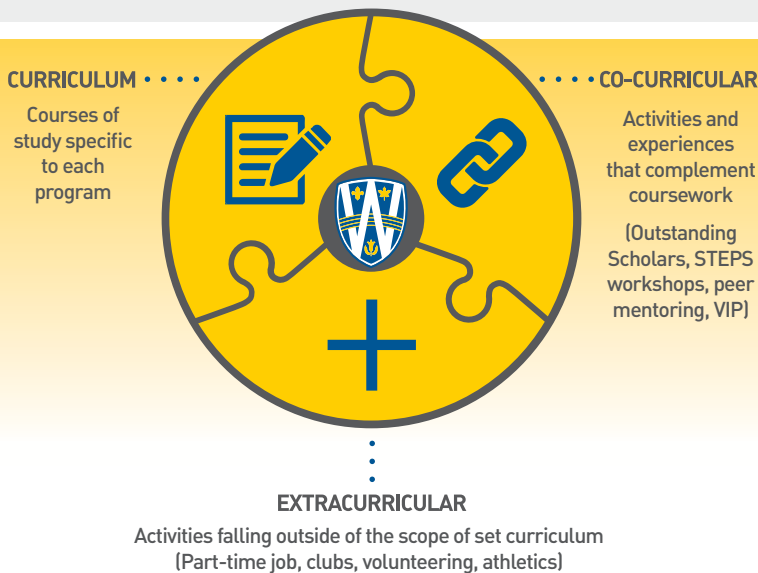 CURRICULUM
Courses of
study specific
to each
program
CO-CURRICULAR
Activities and
experiences
that complement
coursework
(Outstanding
Scholars, STEPS
workshops, peer
mentoring, VIP)
W
EXTRACURRICULAR
Activities falling outside of the scope of set curriculum
(Part-time job, clubs, volunteering, athletics)